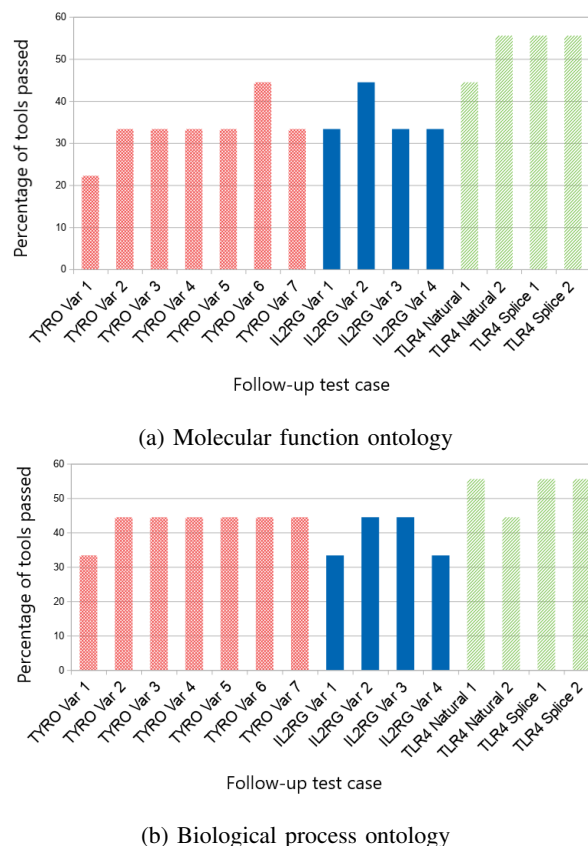 60
50
40
30
20
10
0
Percentage of tools passed
TYRO Var 1
TYRO Var 2
TYRO Var 3
TYRO Var 4
TYRO Var 5
TYRO Var 6
TYRO Var 7
IL2RG Var 1
IL2RG Var 2
IL2RG Var 3
IL2RG Var 4
TLR4 Natural 1
TLR4 Natural 2
TLR4 Splice 1
TLR4 Splice 2
Follow-up test case
(a) Molecular function ontology
60
50
40
30
20
10
0
Percentage of tools passed
TYRO Var 1
TYRO Var 2
TYRO Var 3
TYRO Var 4
TYRO Var 5
TYRO Var 6
TYRO Var 7
IL2RG Var 1
IL2RG Var 2
IL2RG Var 3
IL2RG Var 4
TLR4 Natural 1
TLR4 Natural 2
TLR4 Splice 1
TLR4 Splice 2
Follow-up test case
(b) Biological process ontology